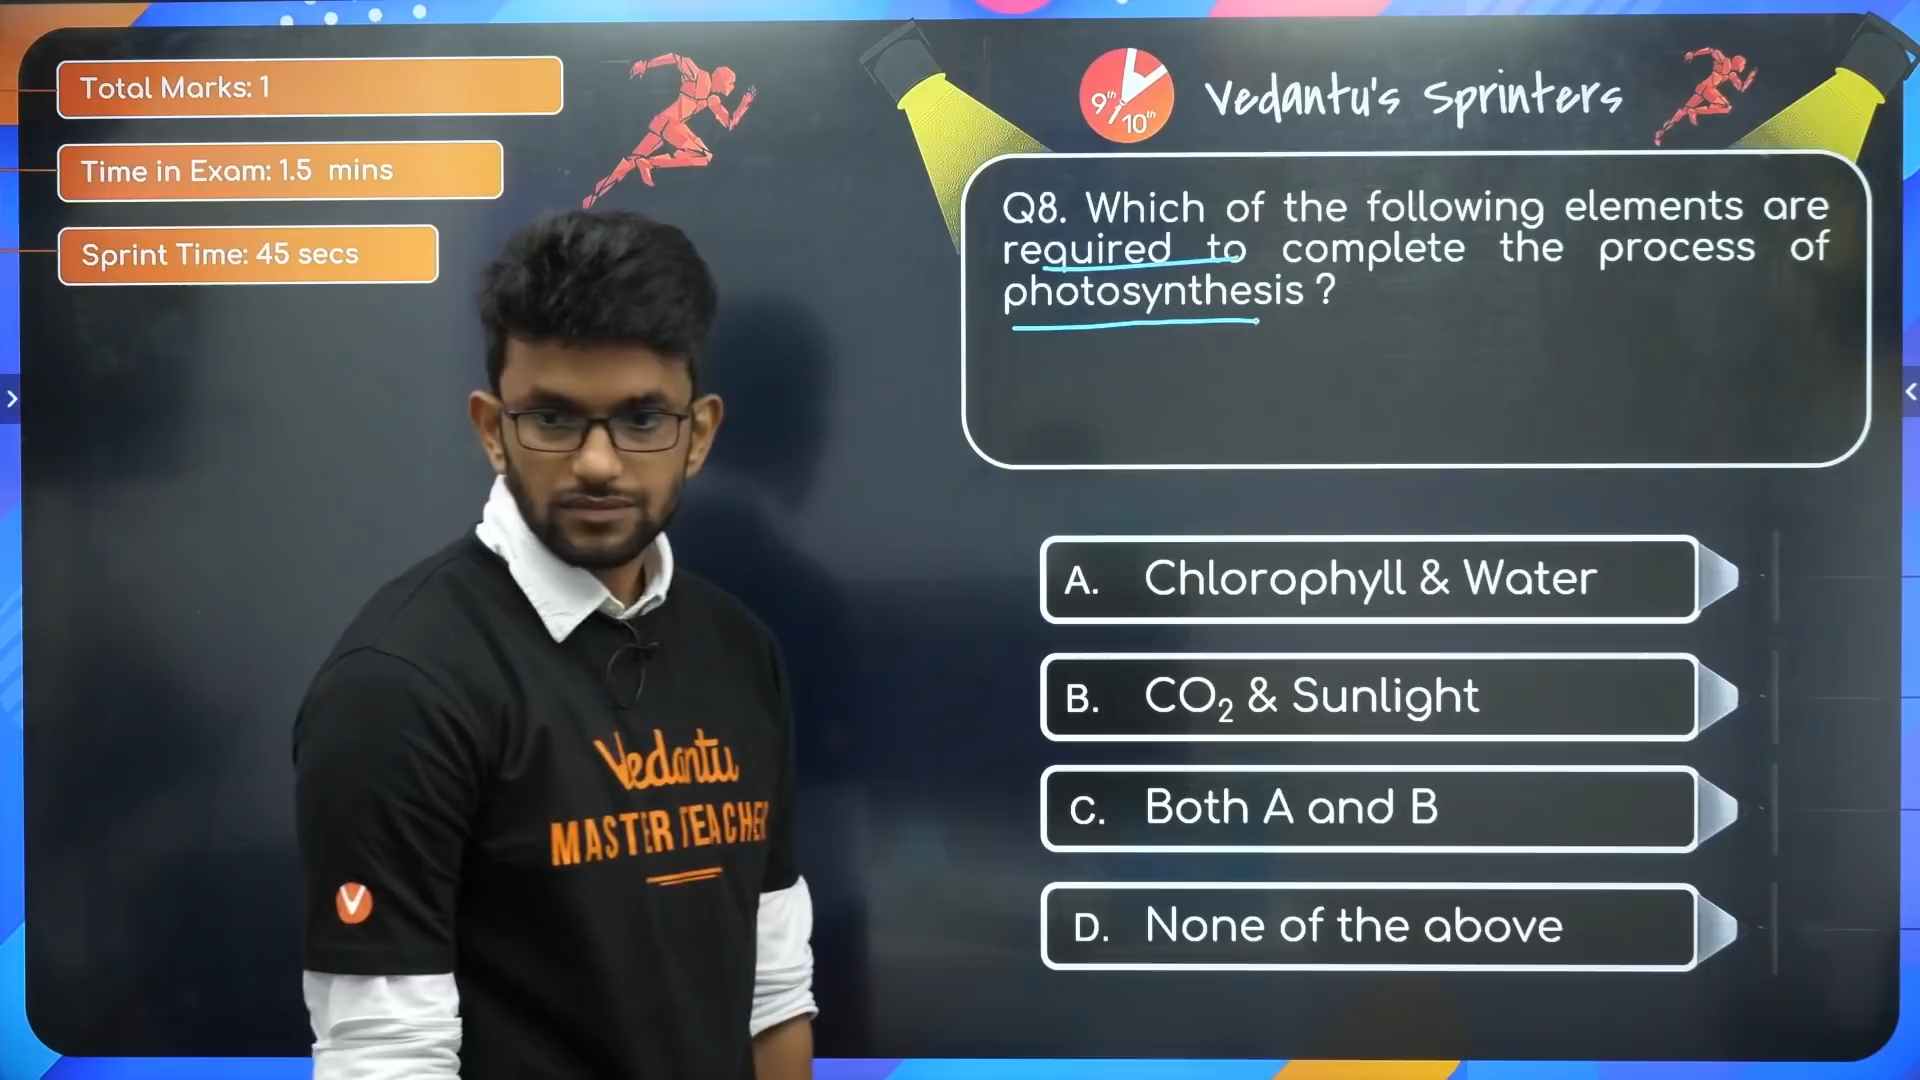 Total Marks: 1
Time in Exam: 1.5 mins
Sprint Time: 45 secs
9th
10th
Vedantu's Sprinters
Q8. Which of the following elements are
required to complete the process of
photosynthesis ?
A. Chlorophyll & Water
B. CO₂ & Sunlight
C. Both A and B
D. None of the above
Vedantu
MASTER TEACHER
V